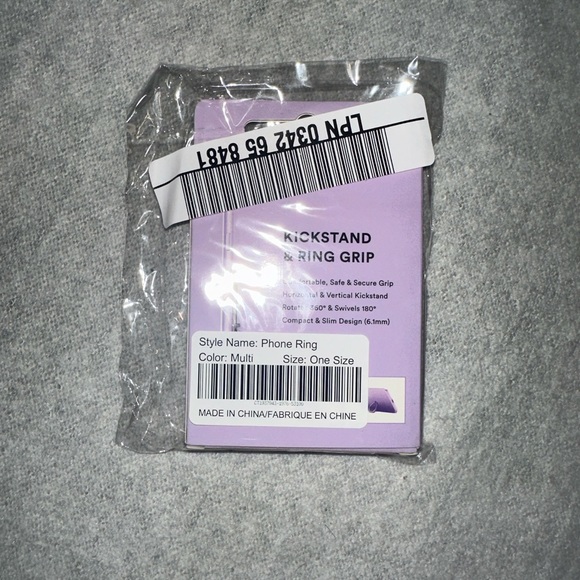 LPN 0342 65 8481
KICKSTAND
& RING GRIP
Safe & Secure Grip
& Vertical Kickstand
360° & Swivels 180°
Compact & Slim Design (6.1mm)
Style Name: Phone Ring
Color: Multi Size: One Size
MADE IN CHINA/FABRIQUE EN CHINE